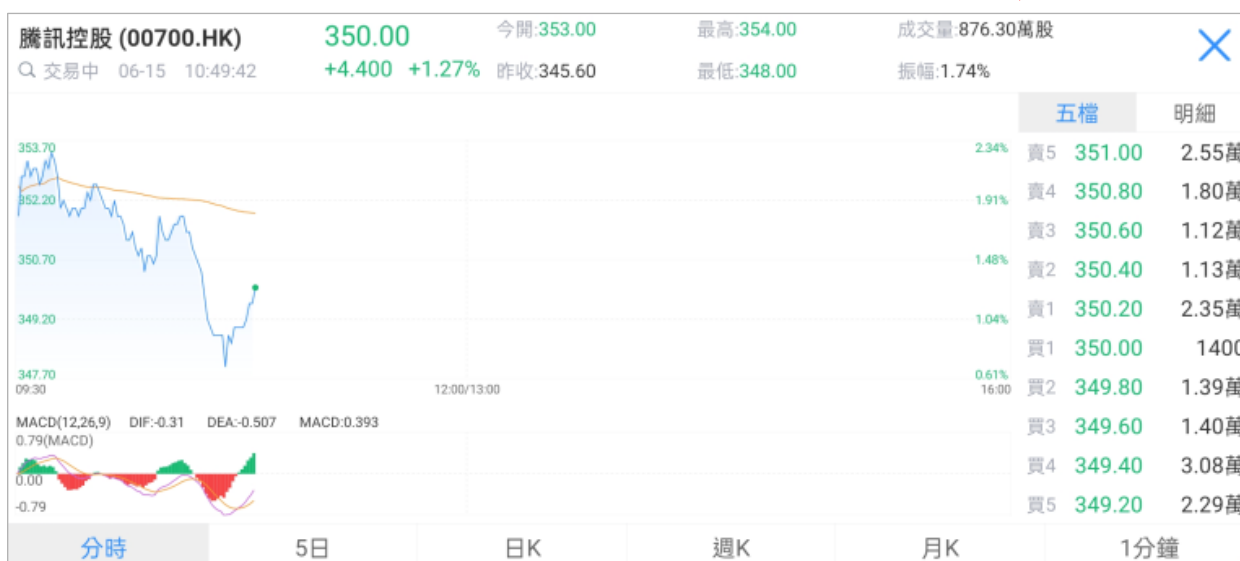 騰訊控股 (00700.HK) 350.00 今開:353.00 最高:354.00 成交量:876.30萬股
交易中 06-15 10:49:42 +4.400 +1.27% 昨收:345.60 最低:348.00 振幅:1.74%
五檔 明細
353.70 2.34%
352.20 1.91%
350.70 1.48%
349.20 1.04%
347.70 0.61%
09:30 12:00/13:00 16:00
賣5 351.00 2.55萬
賣4 350.80 1.80萬
賣3 350.60 1.12萬
賣2 350.40 1.13萬
賣1 350.20 2.35萬
買1 350.00 1400
買2 349.80 1.39萬
買3 349.60 1.40萬
買4 349.40 3.08萬
買5 349.20 2.29萬
MACD(12,26,9) DIF:-0.31 DEA:-0.507 MACD:0.393
0.79(MACD)
0.00
-0.79
分時 5日 日K 週K 月K 1分鐘